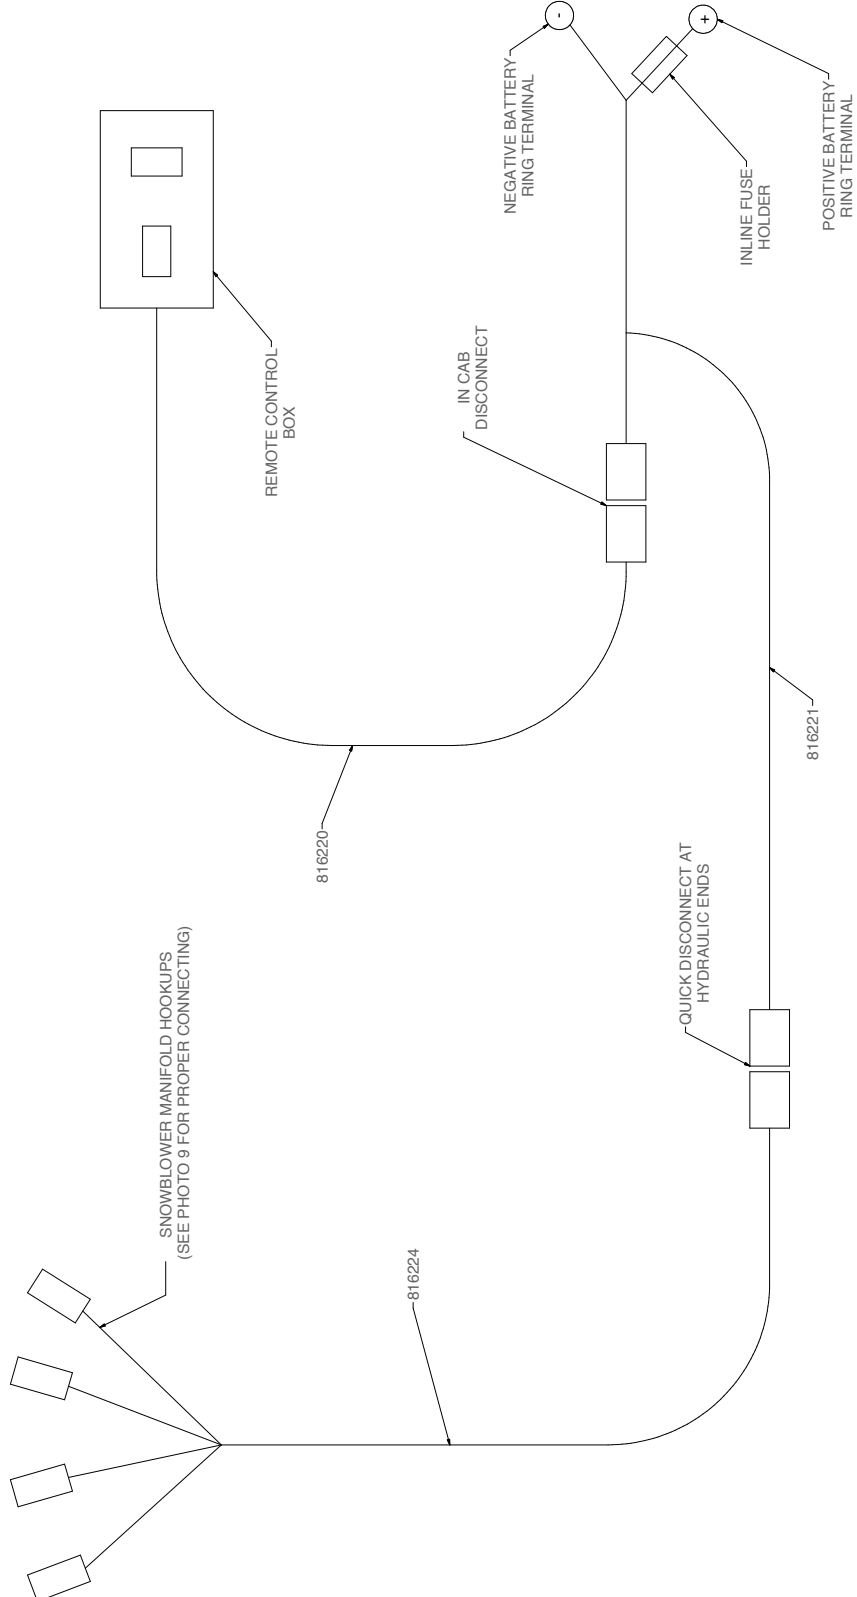 SNOWBLOWER MANIFOLD HOOKUPS
(SEE PHOTO 9 FOR PROPER CONNECTING)
REMOTE CONTROL
BOX
816220
816224
IN CAB
DISCONNECT
NEGATIVE BATTERY
RING TERMINAL
-
+
QUICK DISCONNECT AT
HYDRAULIC ENDS
INLINE FUSE
HOLDER
816221
POSITIVE BATTERY
RING TERMINAL